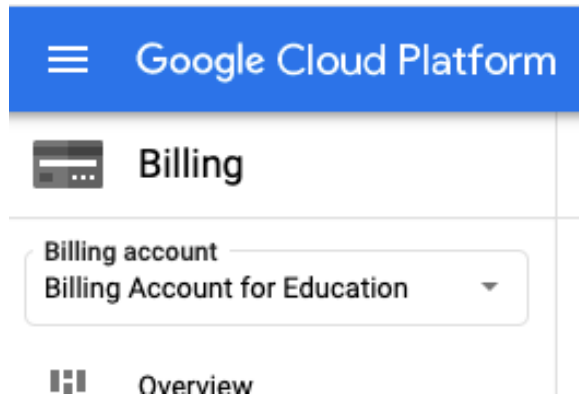 Google Cloud Platform
Billing
Billing account
Billing Account for Education
Overview